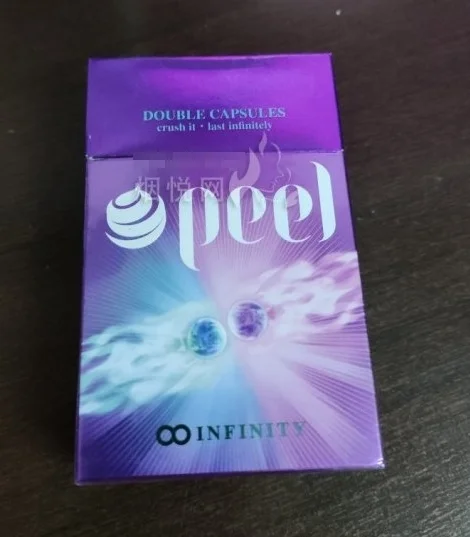 DOUBLE CAPSULES
crush it • last infinitely
烟悦网
peel
∞ INFINITY